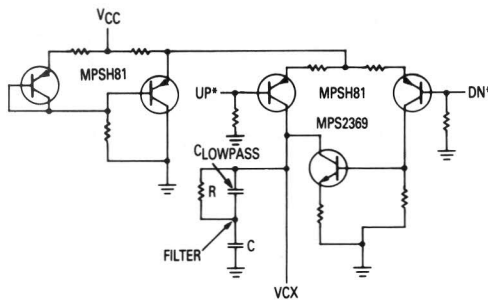 VCC
MPSH81
UP*
MPSH81
DN*
MPS2369
CLOWPASS
R
FILTER
C
VCX